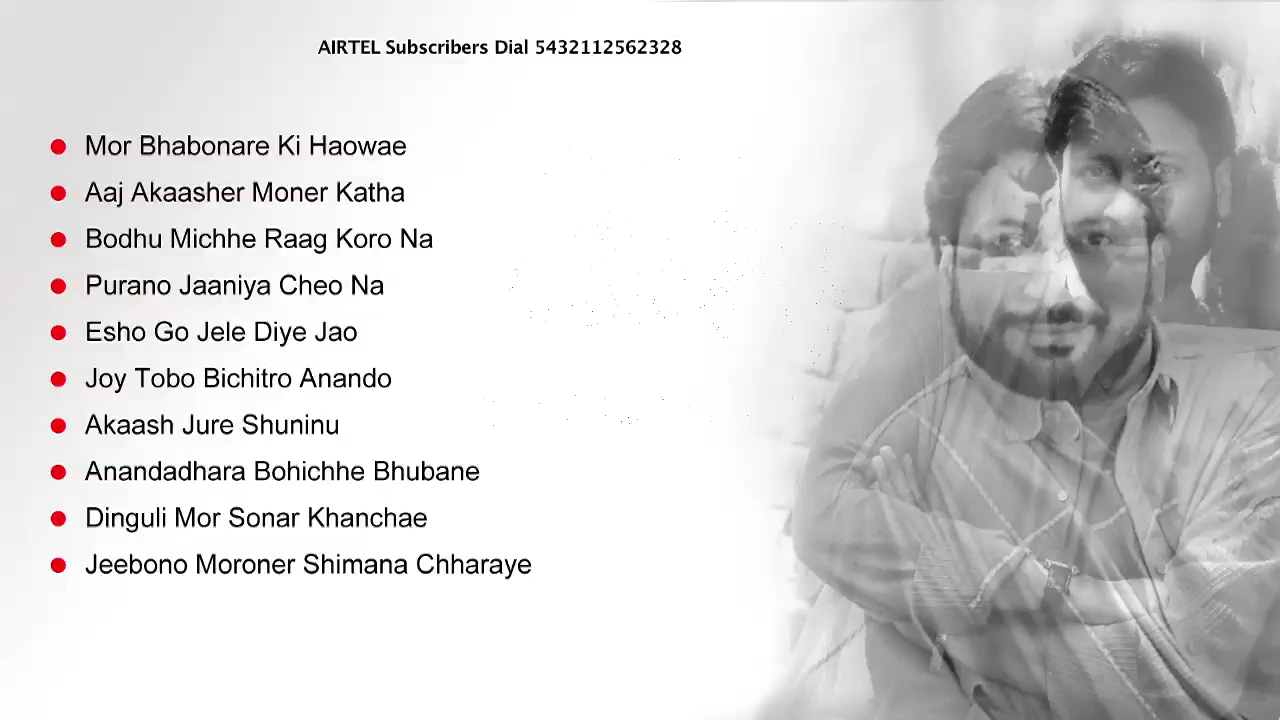 AIRTEL Subscribers Dial 5432112562328
Mor Bhabonare Ki Haowae
Aaj Akaasher Moner Katha
Bodhu Michhe Raag Koro Na
Purano Jaaniya Cheo Na
Esho Go Jele Diye Jao
Joy Tobo Bichitro Anando
Akaash Jure Shuninu
Anandadhara Bohichhe Bhubane
Dinguli Mor Sonar Khanchae
Jeebono Moroner Shimana Chharaye